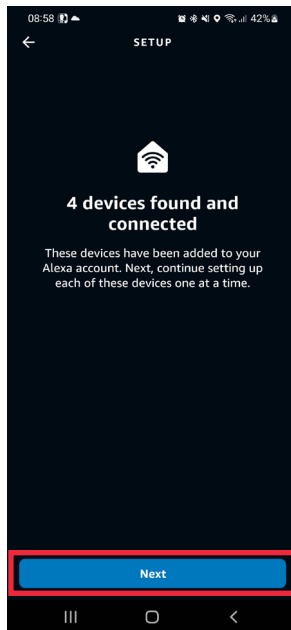 08:58 42%
SETUP
4 devices found and
connected
These devices have been added to your
Alexa account. Next, continue setting up
each of these devices one at a time.
Next